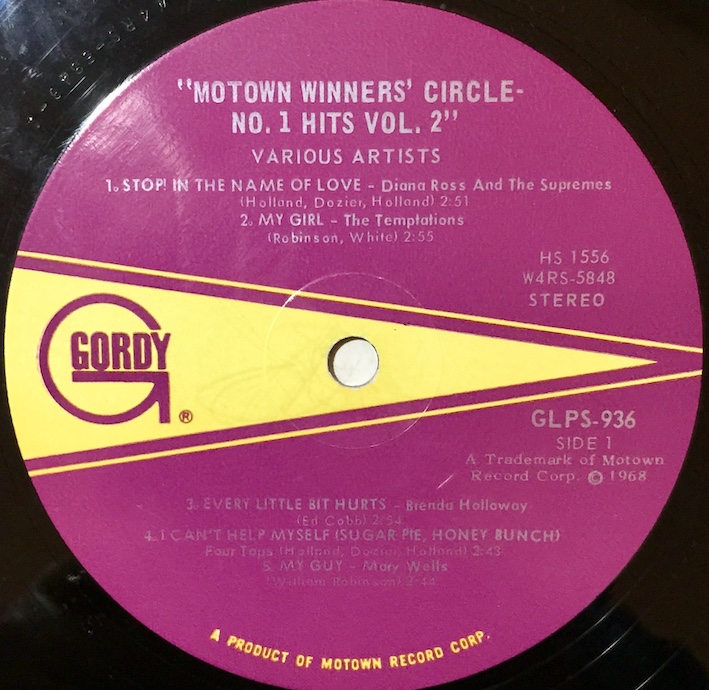 "MOTOWN WINNERS' CIRCLE-
NO. 1 HITS VOL. 2"
VARIOUS ARTISTS
1. STOP! IN THE NAME OF LOVE - Diana Ross And The Supremes
(Holland, Dozier, Holland) 2:51
2. MY GIRL - The Temptations
(Robinson, White) 2:55
HS 1556
W4RS-5848
STEREO
GORDY
®
GLPS-936
SIDE 1
A Trademark of Motown
Record Corp. © 1968
3. EVERY LITTLE BIT HURTS - Brenda Holloway
(Ed Cobb) 2:54
4. I CAN'T HELP MYSELF (SUGAR PIE, HONEY BUNCH)
Four Tops (Holland, Dozier, Holland) 2:43
5. MY GUY - Mary Wells
(William Robinson) 2:44
A PRODUCT OF MOTOWN RECORD CORP.